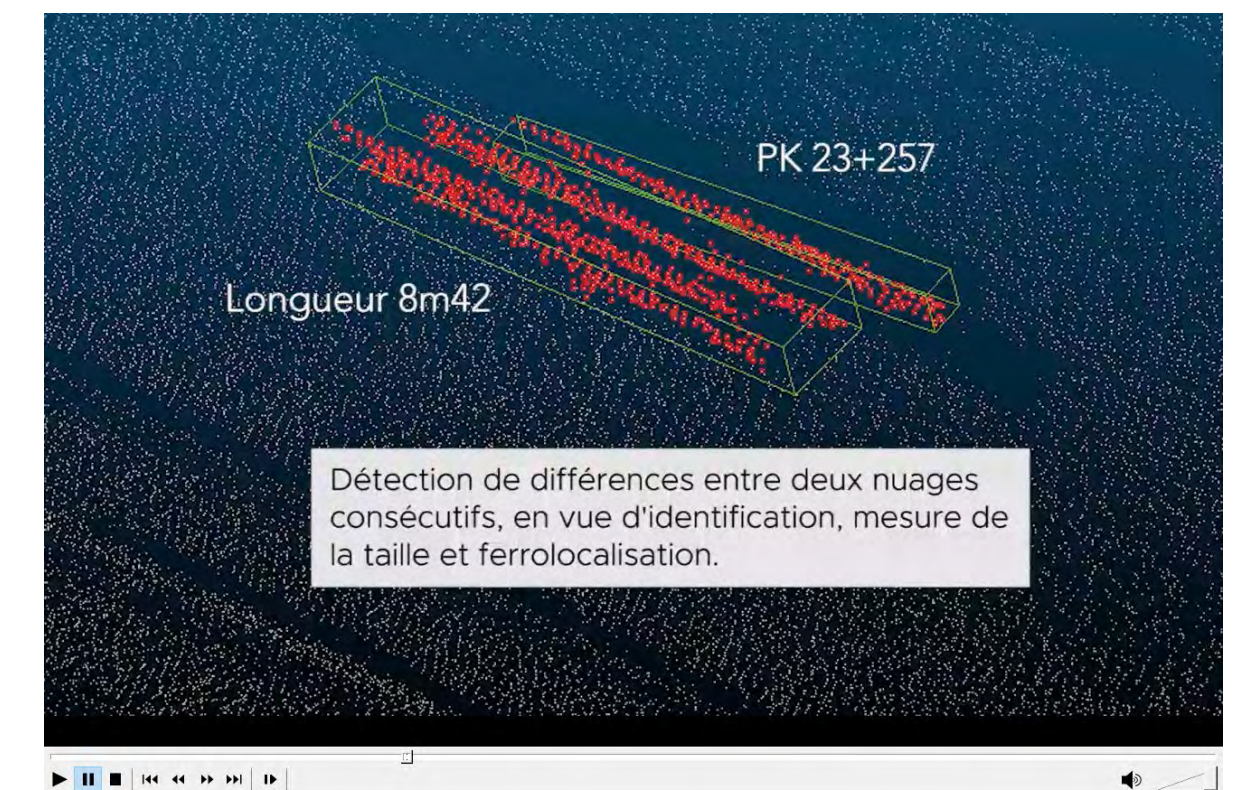 PK 23+257
Longueur 8m42
Détection de différences entre deux nuages
consécutifs, en vue d'identification, mesure de
la taille et ferrolocalisation.